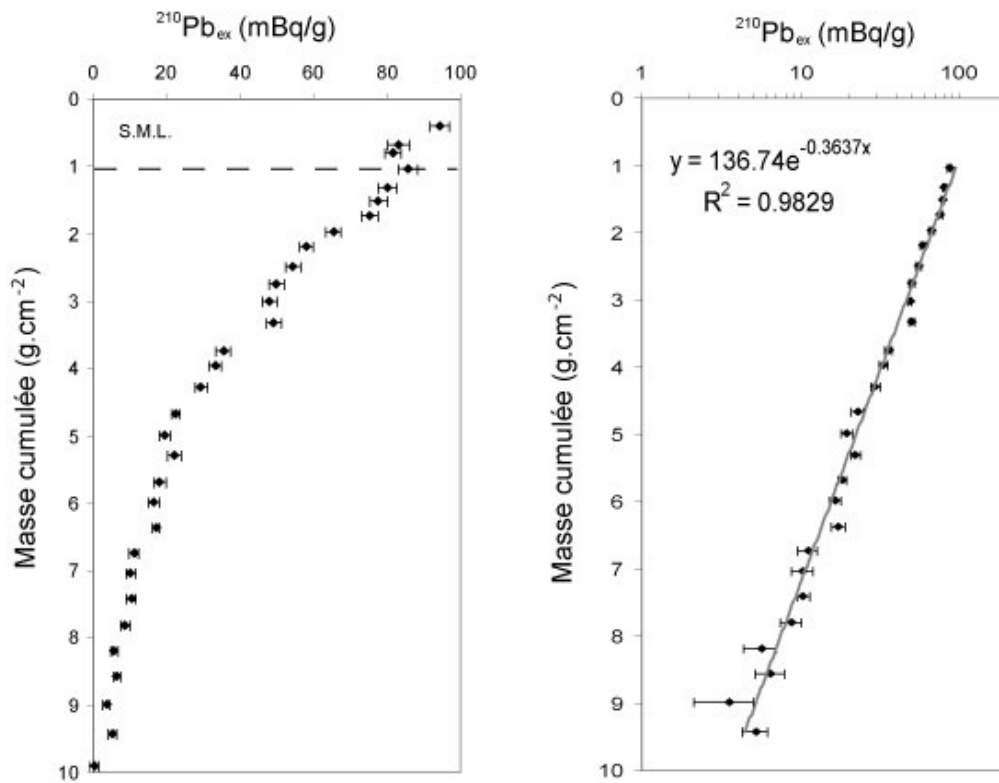 ²¹⁰Pbₑₓ (mBq/g)
0 20 40 60 80 100
Masse cumulée (g.cm⁻²)
0
S.M.L.
1
2
3
4
5
6
7
8
9
10
²¹⁰Pbₑₓ (mBq/g)
1 10 100
Masse cumulée (g.cm⁻²)
0
1
y = 136.74e^-0.3637x
R² = 0.9829
2
3
4
5
6
7
8
9
10